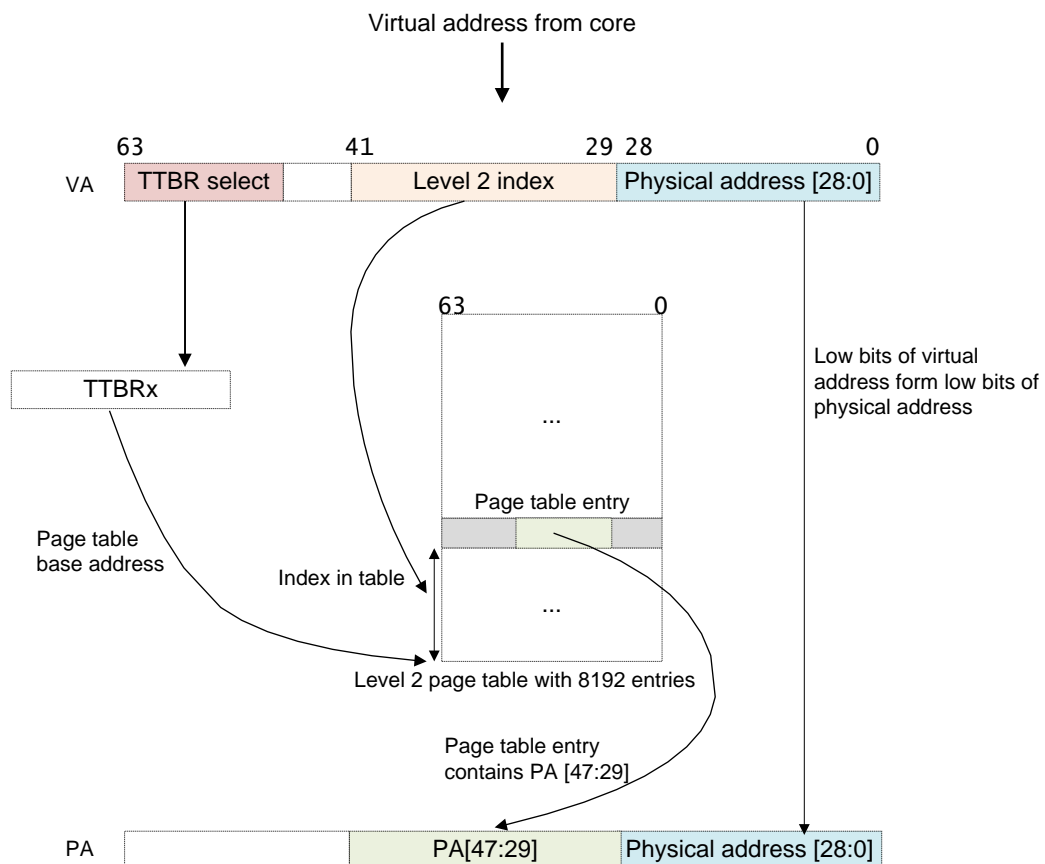 Virtual address from core
63 41 29 28 0
VA TTBR select Level 2 index Physical address [28:0]
63 0
TTBRx
Low bits of virtual
address form low bits of
physical address
...
Page table entry
Page table
base address
Index in table
...
Level 2 page table with 8192 entries
Page table entry
contains PA [47:29]
PA PA[47:29] Physical address [28:0]